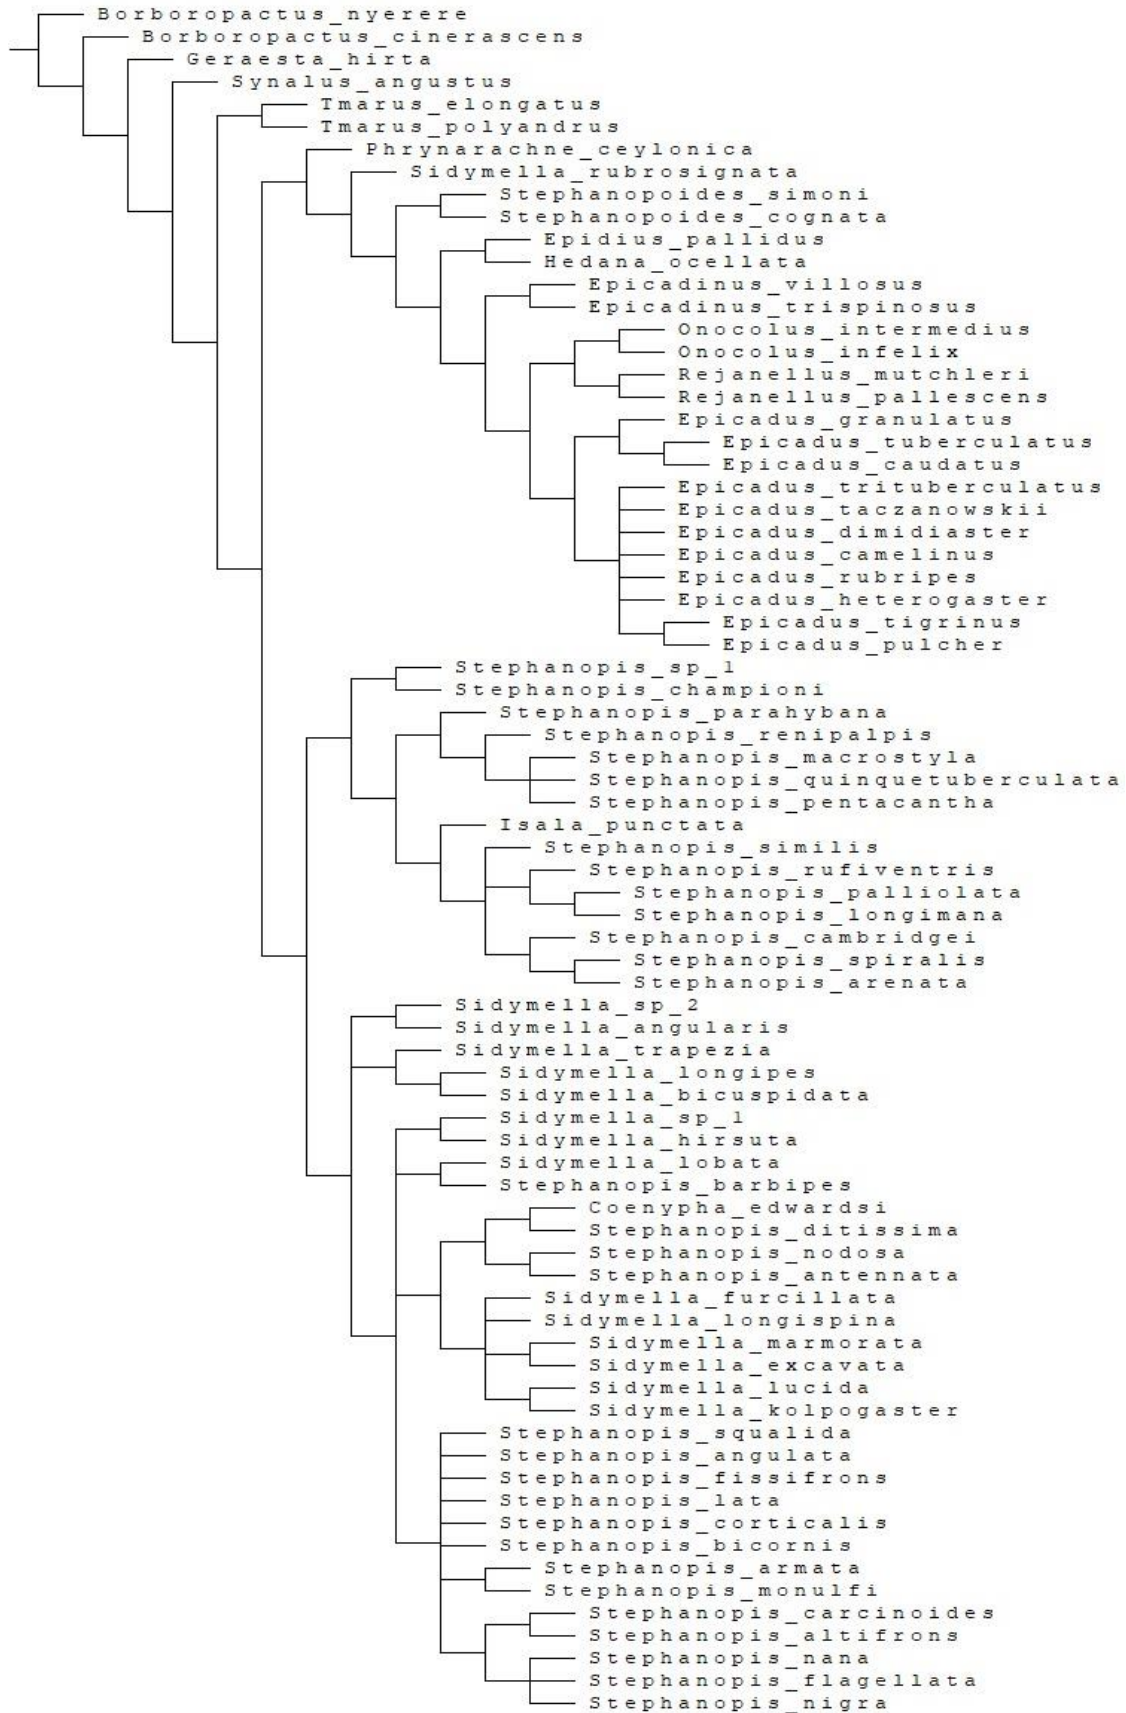 Borboropactus_nyerere
Borboropactus_cinerascens
Geraesta_hirta
Synalus_angustus
Tmarus_elongatus
Tmarus_polyandrus
Phrynarachne_ceylonica
Sidymella_rubrosignata
Stephanopoides_simoni
Stephanopoides_cognata
Epidius_pallidus
Hedana_ocellata
Epicadinus_villosus
Epicadinus_trispinosus
Onocolus_intermedius
Onocolus_infelix
Rejanellus_mutchleri
Rejanellus_pallescens
Epicadus_granulatus
Epicadus_tuberculatus
Epicadus_caudatus
Epicadus_trituberculatus
Epicadus_taczanowskii
Epicadus_dimidiaster
Epicadus_camelinus
Epicadus_rubripes
Epicadus_heterogaster
Epicadus_tigrinus
Epicadus_pulcher
Stephanopis_sp_1
Stephanopis_championi
Stephanopis_parahybana
Stephanopis_renipalpis
Stephanopis_macrostyla
Stephanopis_quinquetuberculata
Stephanopis_pentacantha
Isala_punctata
Stephanopis_similis
Stephanopis_rufiventris
Stephanopis_palliolata
Stephanopis_longimana
Stephanopis_cambridgei
Stephanopis_spiralis
Stephanopis_arenata
Sidymella_sp_2
Sidymella_angularis
Sidymella_trapezia
Sidymella_longipes
Sidymella_bicuspidata
Sidymella_sp_1
Sidymella_hirsuta
Sidymella_lobata
Stephanopis_barbipes
Coenypha_edwardsi
Stephanopis_ditissima
Stephanopis_nodosa
Stephanopis_antennata
Sidymella_furcillata
Sidymella_longispina
Sidymella_marmorata
Sidymella_excavata
Sidymella_lucida
Sidymella_kolpogaster
Stephanopis_squalida
Stephanopis_angulata
Stephanopis_fissifrons
Stephanopis_lata
Stephanopis_corticalis
Stephanopis_bicornis
Stephanopis_armata
Stephanopis_monulfi
Stephanopis_carcinoides
Stephanopis_altifrons
Stephanopis_nana
Stephanopis_flagellata
Stephanopis_nigra